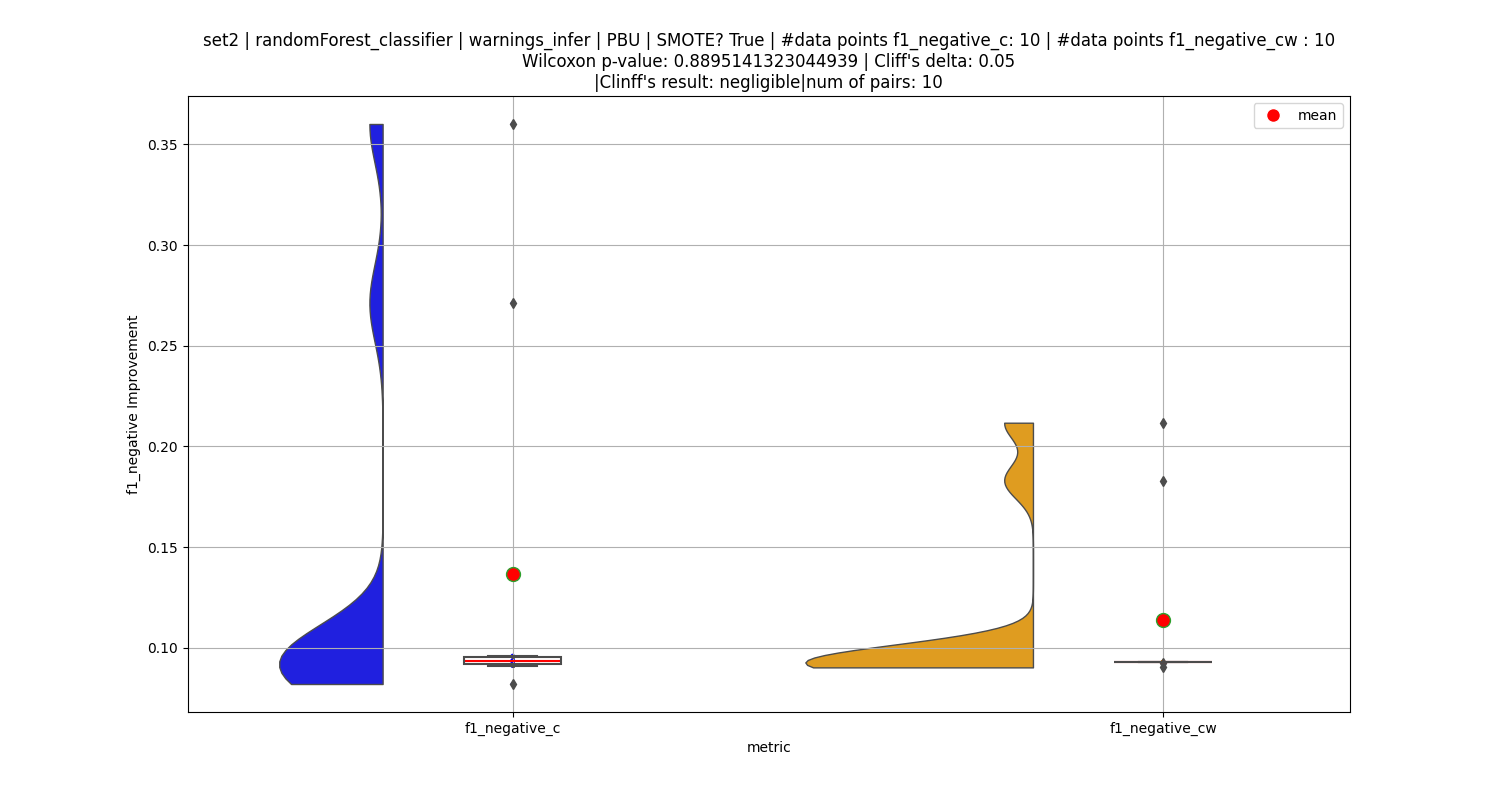 set2 | randomForest_classifier | warnings_infer | PBU | SMOTE? True | #data points f1_negative_c: 10 | #data points f1_negative_cw : 10
Wilcoxon p-value: 0.8895141323044939 | Cliff's delta: 0.05
|Clinff's result: negligible|num of pairs: 10
mean
0.35
0.30
0.25
0.20
0.15
0.10
f1_negative Improvement
f1_negative_c
f1_negative_cw
metric